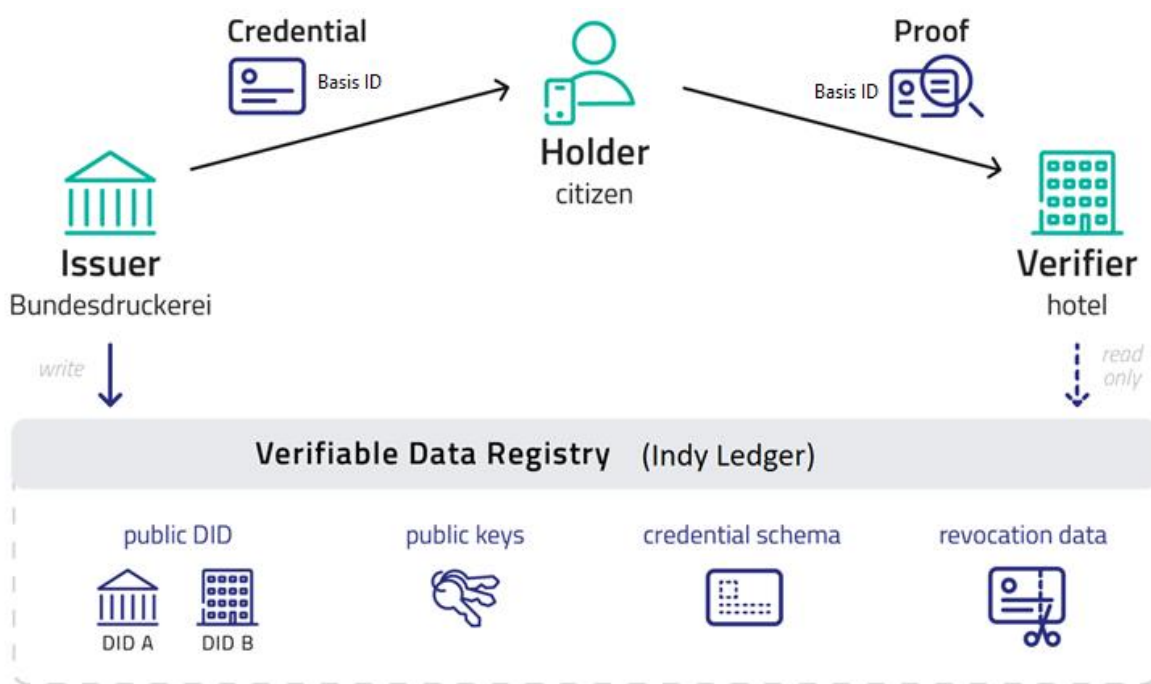 Credential
Basis ID
Proof
Basis ID
Holder
citizen
Issuer
Bundesdruckerei
Verifier
hotel
write
read
only
Verifiable Data Registry (Indy Ledger)
public DID
public keys
credential schema
revocation data
DID A
DID B